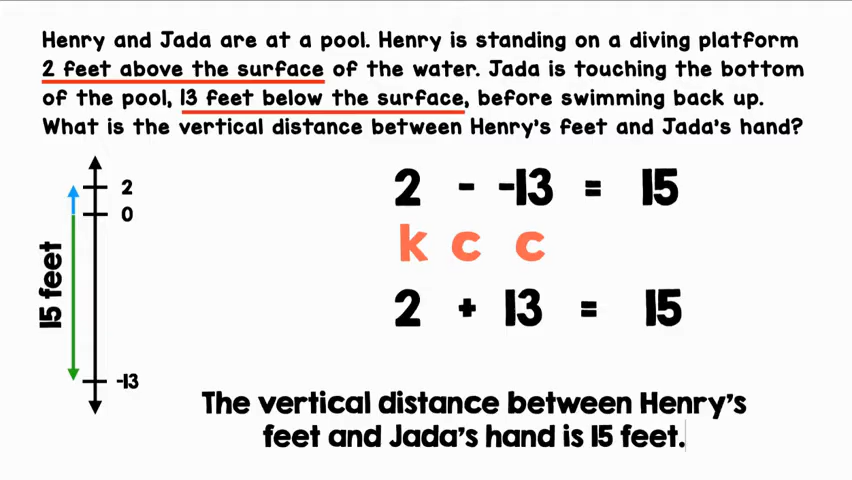 Henry and Jada are at a pool. Henry is standing on a diving platform
2 feet above the surface of the water. Jada is touching the bottom
of the pool, 13 feet below the surface, before swimming back up.
What is the vertical distance between Henry's feet and Jada's hand?
2
0
-13
15 feet
2 - -13 = 15
k c c
2 + 13 = 15
The vertical distance between Henry's
feet and Jada's hand is 15 feet.